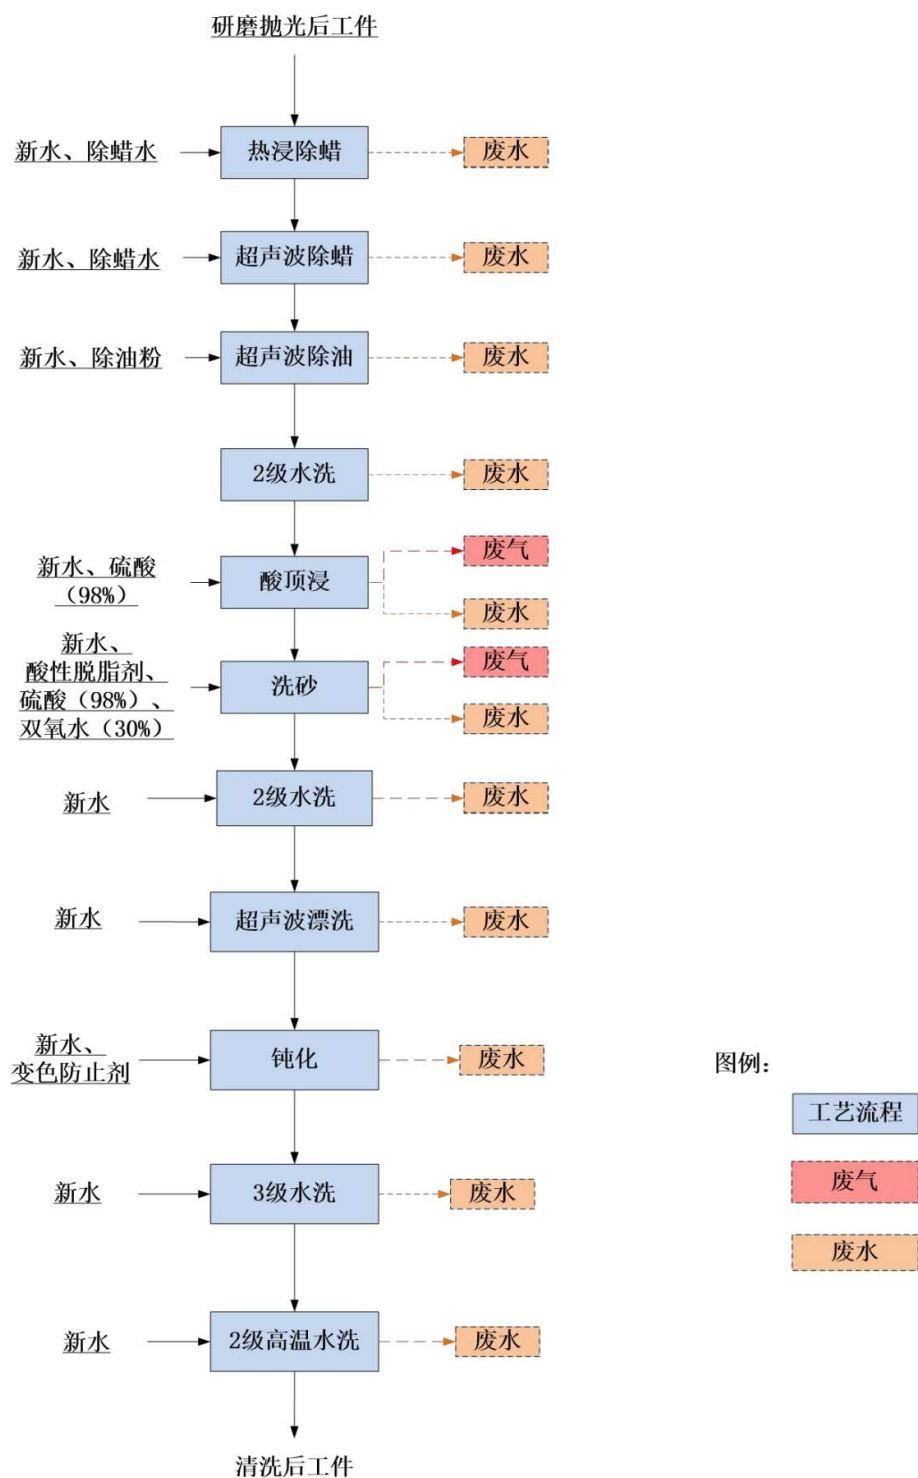 研磨抛光后工件
新水、除蜡水
热浸除蜡
废水
新水、除蜡水
超声波除蜡
废水
新水、除油粉
超声波除油
废水
2级水洗
废水
新水、硫酸
（98%）
酸顶浸
废气
废水
新水、
酸性脱脂剂、
硫酸（98%）、
双氧水（30%）
洗砂
废气
废水
新水
2级水洗
废水
新水
超声波漂洗
废水
新水、
变色防止剂
钝化
废水
新水
3级水洗
废水
新水
2级高温水洗
废水
清洗后工件
图例：
工艺流程
废气
废水